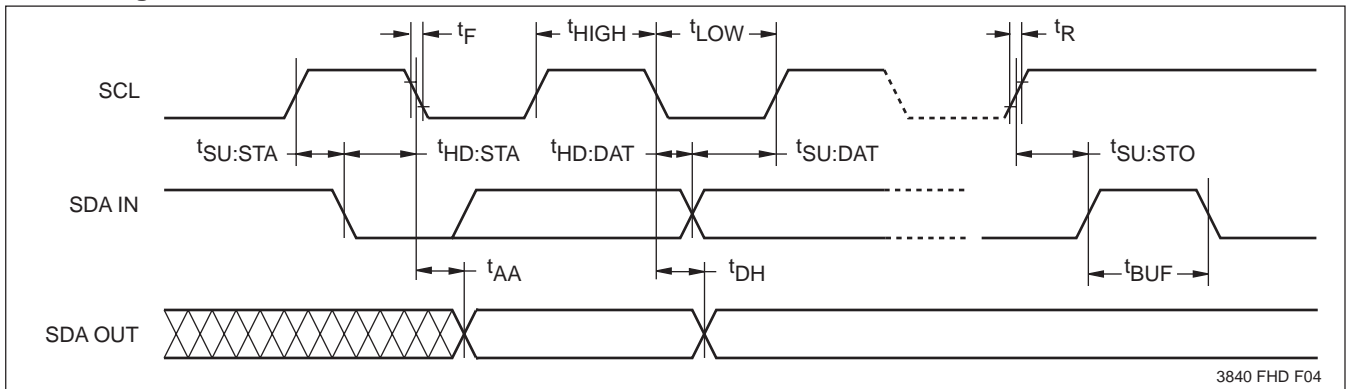 tF
tHIGH
tLOW
tR
SCL
tSU:STA
tHD:STA
tHD:DAT
tSU:DAT
tSU:STO
SDA IN
tAA
tDH
tBUF
SDA OUT
3840 FHD F04